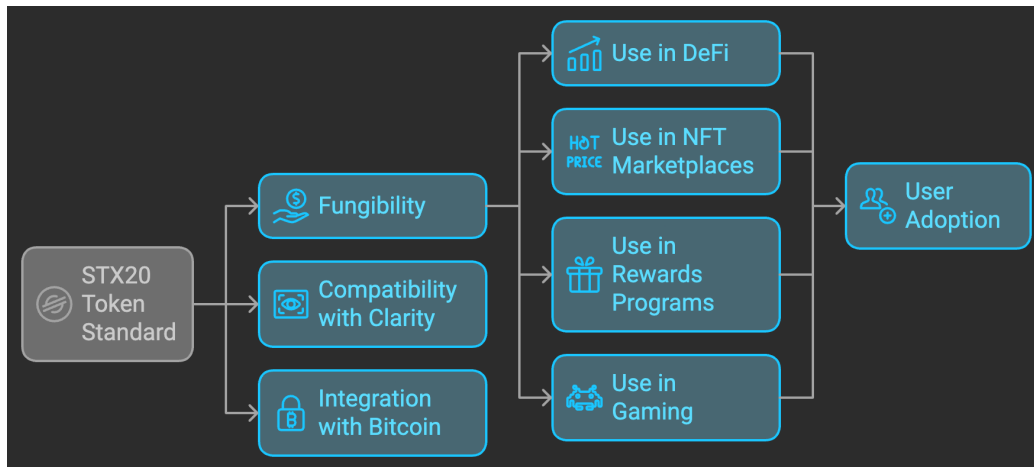 STX20
Token
Standard
Fungibility
Compatibility
with Clarity
Integration
with Bitcoin
Use in DeFi
HOT
PRICE
Use in NFT
Marketplaces
Use in
Rewards
Programs
Use in
Gaming
User
Adoption